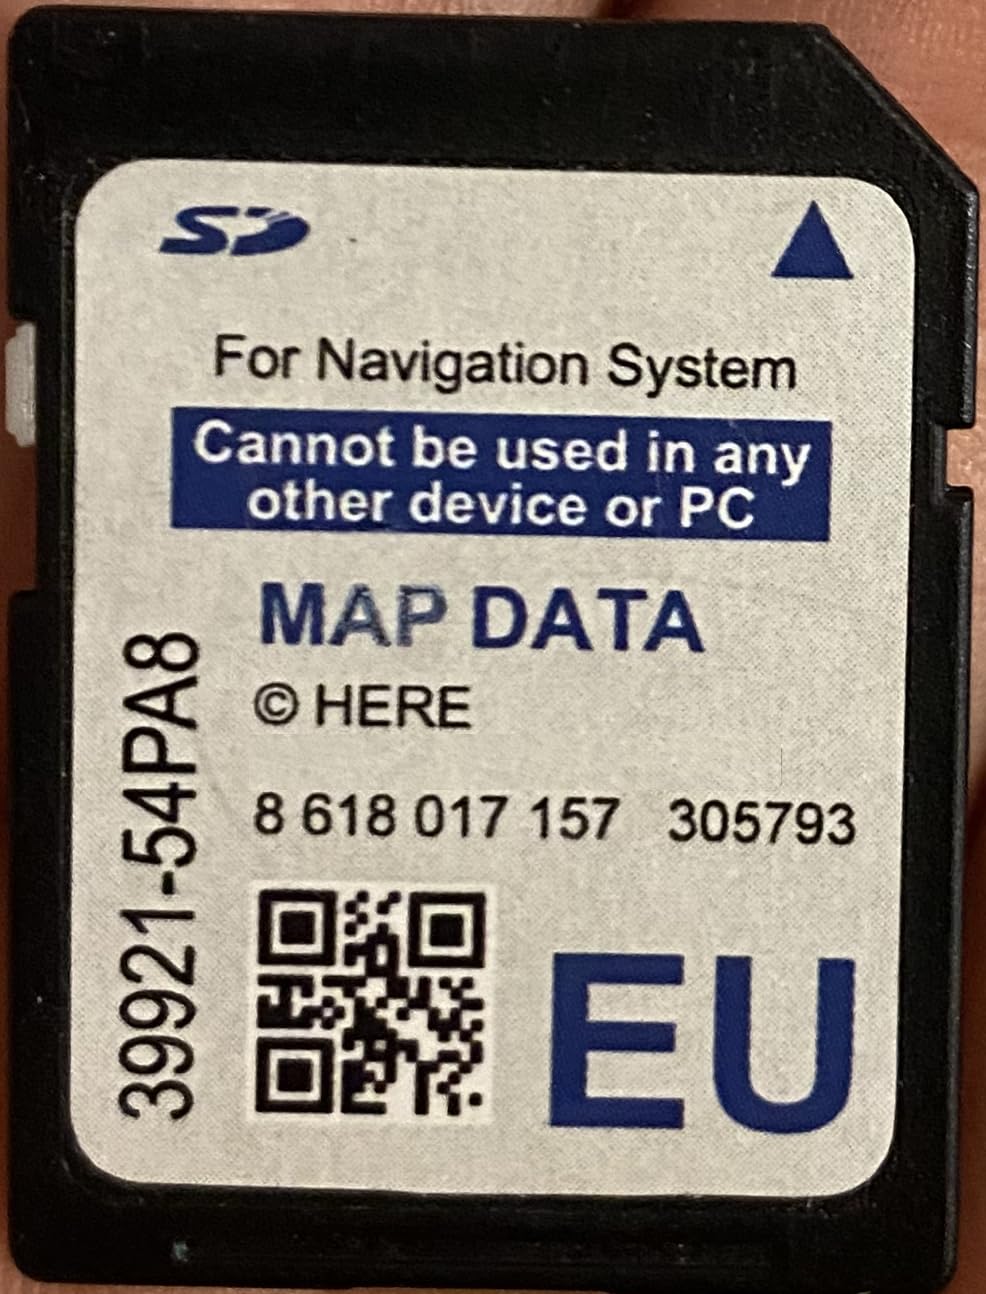 SD
For Navigation System
Cannot be used in any
other device or PC
MAP DATA
© HERE
8 618 017 157 305793
39921-54PA8
EU